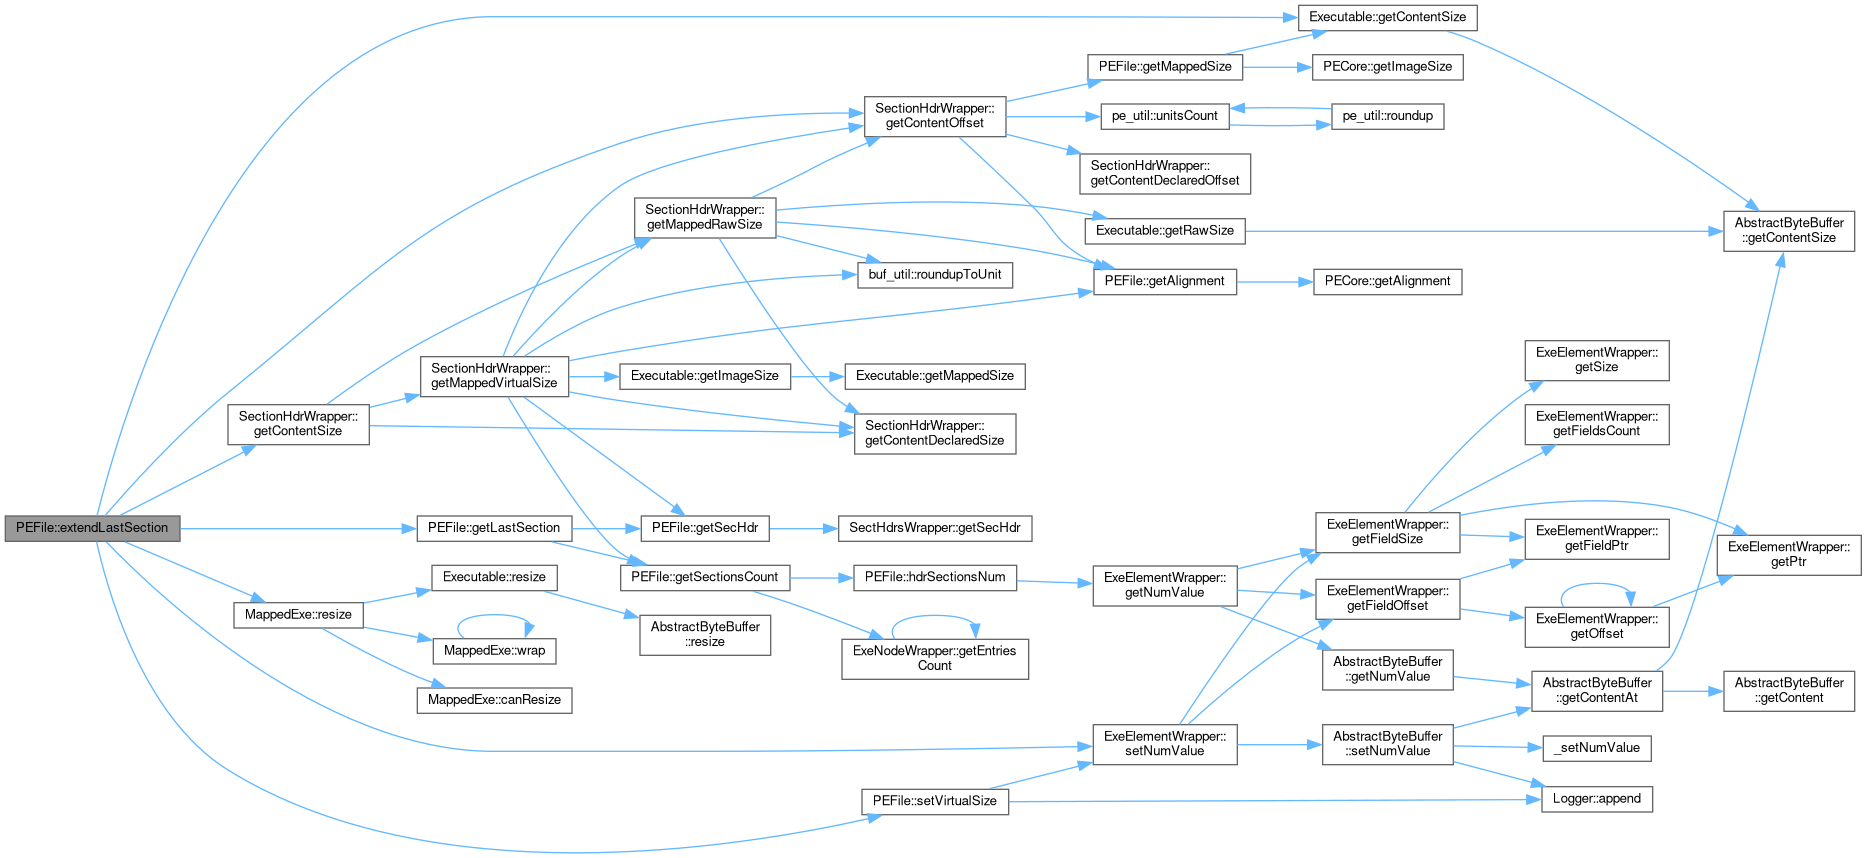 Executable::getContentSize
PEFile::getMappedSize
PECore::getImageSize
SectionHdrWrapper::
getContentOffset
pe_util::unitsCount
pe_util::roundup
SectionHdrWrapper::
getContentDeclaredOffset
SectionHdrWrapper::
getMappedRawSize
Executable::getRawSize
AbstractByteBuffer
::getContentSize
buf_util::roundupToUnit
PEFile::getAlignment
PECore::getAlignment
SectionHdrWrapper::
getMappedVirtualSize
Executable::getImageSize
Executable::getMappedSize
ExeElementWrapper::
getSize
SectionHdrWrapper::
getContentSize
SectionHdrWrapper::
getContentDeclaredSize
ExeElementWrapper::
getFieldsCount
PEFile::extendLastSection
PEFile::getLastSection
PEFile::getSecHdr
SectHdrsWrapper::getSecHdr
ExeElementWrapper::
getFieldSize
ExeElementWrapper::
getFieldPtr
ExeElementWrapper::
getPtr
Executable::resize
PEFile::getSectionsCount
PEFile::hdrSectionsNum
ExeElementWrapper::
getNumValue
ExeElementWrapper::
getFieldOffset
MappedExe::resize
MappedExe::wrap
AbstractByteBuffer
::resize
ExeNodeWrapper::getEntries
Count
ExeElementWrapper::
getOffset
MappedExe::canResize
AbstractByteBuffer
::getNumValue
AbstractByteBuffer
::getContentAt
AbstractByteBuffer
::getContent
ExeElementWrapper::
setNumValue
AbstractByteBuffer
::setNumValue
_setNumValue
PEFile::setVirtualSize
Logger::append